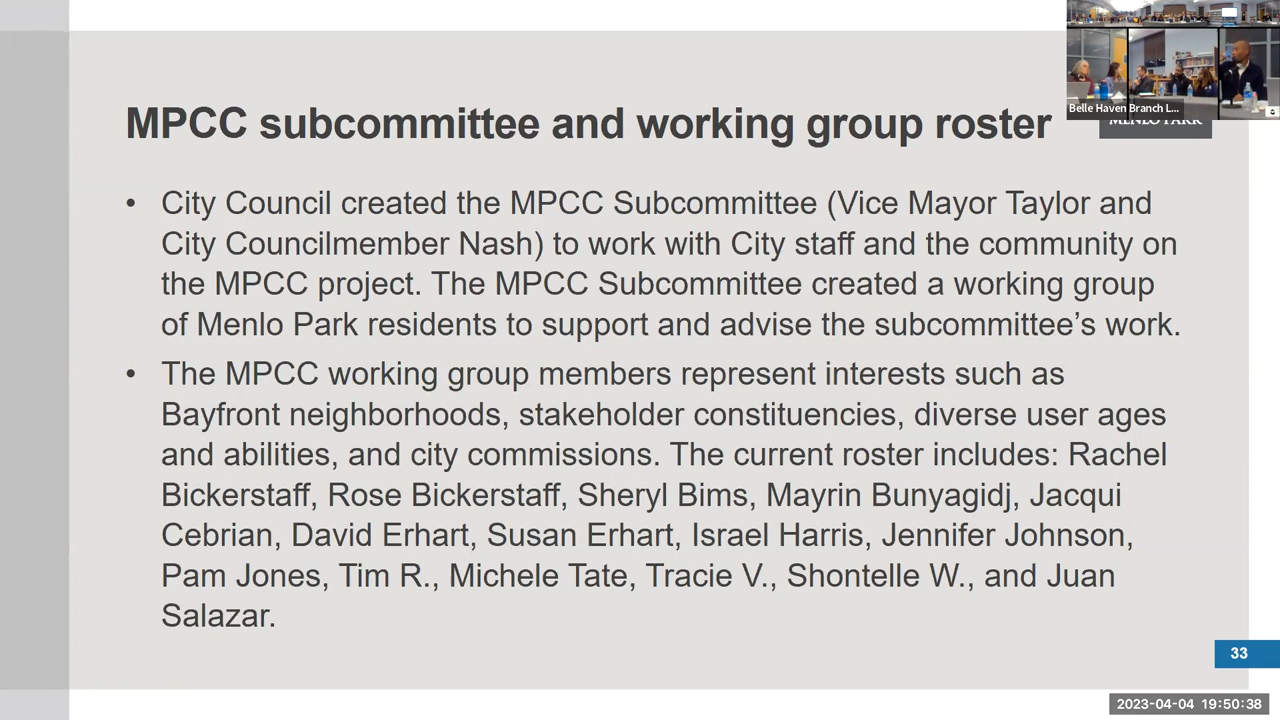 MPCC subcommittee and working group roster
Belle Haven Branch L...
MENLO PARK
• City Council created the MPCC Subcommittee (Vice Mayor Taylor and
City Councilmember Nash) to work with City staff and the community on
the MPCC project. The MPCC Subcommittee created a working group
of Menlo Park residents to support and advise the subcommittee’s work.
• The MPCC working group members represent interests such as
Bayfront neighborhoods, stakeholder constituencies, diverse user ages
and abilities, and city commissions. The current roster includes: Rachel
Bickerstaff, Rose Bickerstaff, Sheryl Bims, Mayrin Bunyagidj, Jacqui
Cebrian, David Erhart, Susan Erhart, Israel Harris, Jennifer Johnson,
Pam Jones, Tim R., Michele Tate, Tracie V., Shontelle W., and Juan
Salazar.
33
2023-04-04 19:50:38